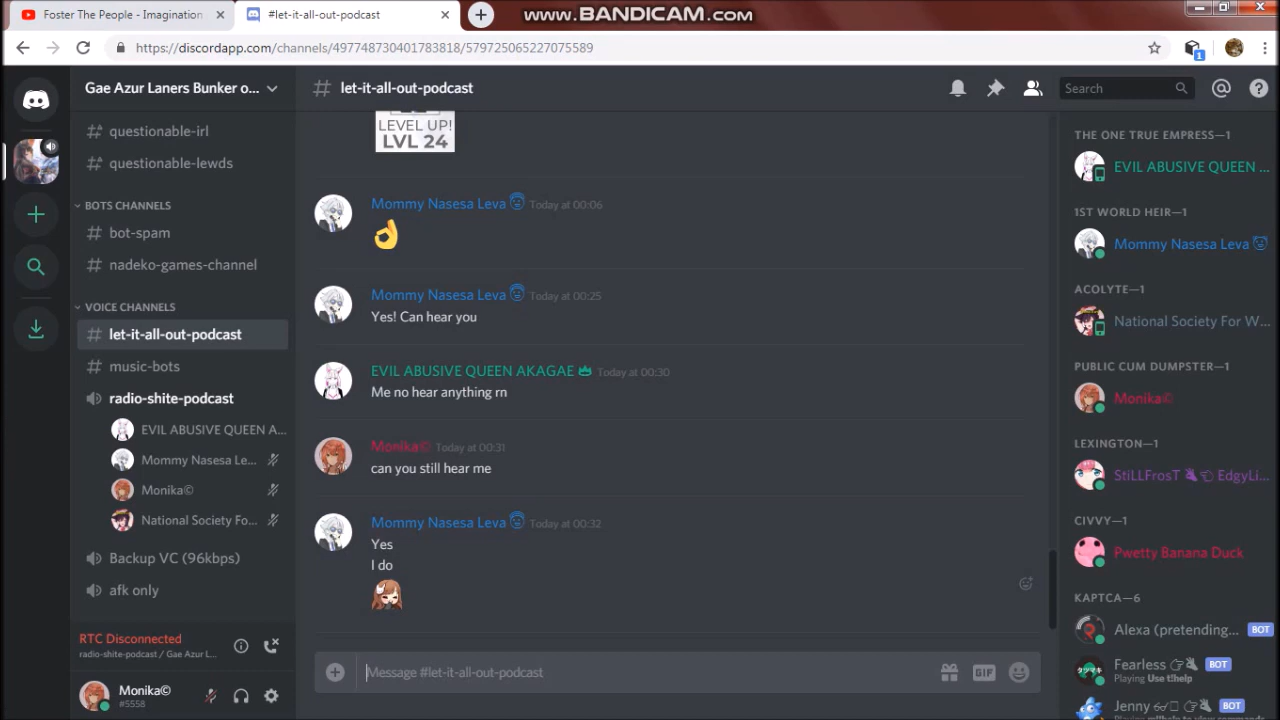 Foster The People - Imagination
#let-it-all-out-podcast
www.BANDICAM.com
https://discordapp.com/channels/497748730401783818/579725065227075589
1
Gae Azur Laners Bunker o...
questionable-irl
questionable-lewds
BOTS CHANNELS
bot-spam
nadeko-games-channel
VOICE CHANNELS
let-it-all-out-podcast
music-bots
radio-shite-podcast
EVIL ABUSIVE QUEEN A...
Mommy Nasesa Le...
Monika©
National Society Fo...
Backup VC (96kbps)
afk only
RTC Disconnected
radio-shite-podcast / Gae Azur L...
Monika©
#5558
let-it-all-out-podcast
Search
LEVEL UP!
LVL 24
Mommy Nasesa Leva Today at 00:06
👌
Mommy Nasesa Leva Today at 00:25
Yes! Can hear you
EVIL ABUSIVE QUEEN AKAGAE Today at 00:30
Me no hear anything rn
Monika© Today at 00:31
can you still hear me
Mommy Nasesa Leva Today at 00:32
Yes
I do
Message #let-it-all-out-podcast
GIF
THE ONE TRUE EMPRESS—1
EVIL ABUSIVE QUEEN ...
1ST WORLD HEIR—1
Mommy Nasesa Leva
ACOLYTE—1
National Society For W...
PUBLIC CUM DUMPSTER—1
Monika©
LEXINGTON—1
StiLLFrosT EdgyLi...
CIVVY—1
Pwetty Banana Duck
KAPTCA—6
Alexa (pretending... BOT
Fearless BOT
Playing Use t!help
Jenny BOT